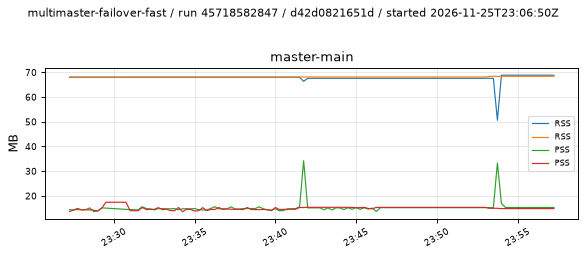 multimaster-failover-fast / run 45718582847 / d42d0821651d / started 2026-11-25T23:06:50Z
master-main
70
60
50
40
30
20
MB
RSS
RSS
PSS
PSS
23:30
23:35
23:40
23:45
23:50
23:55